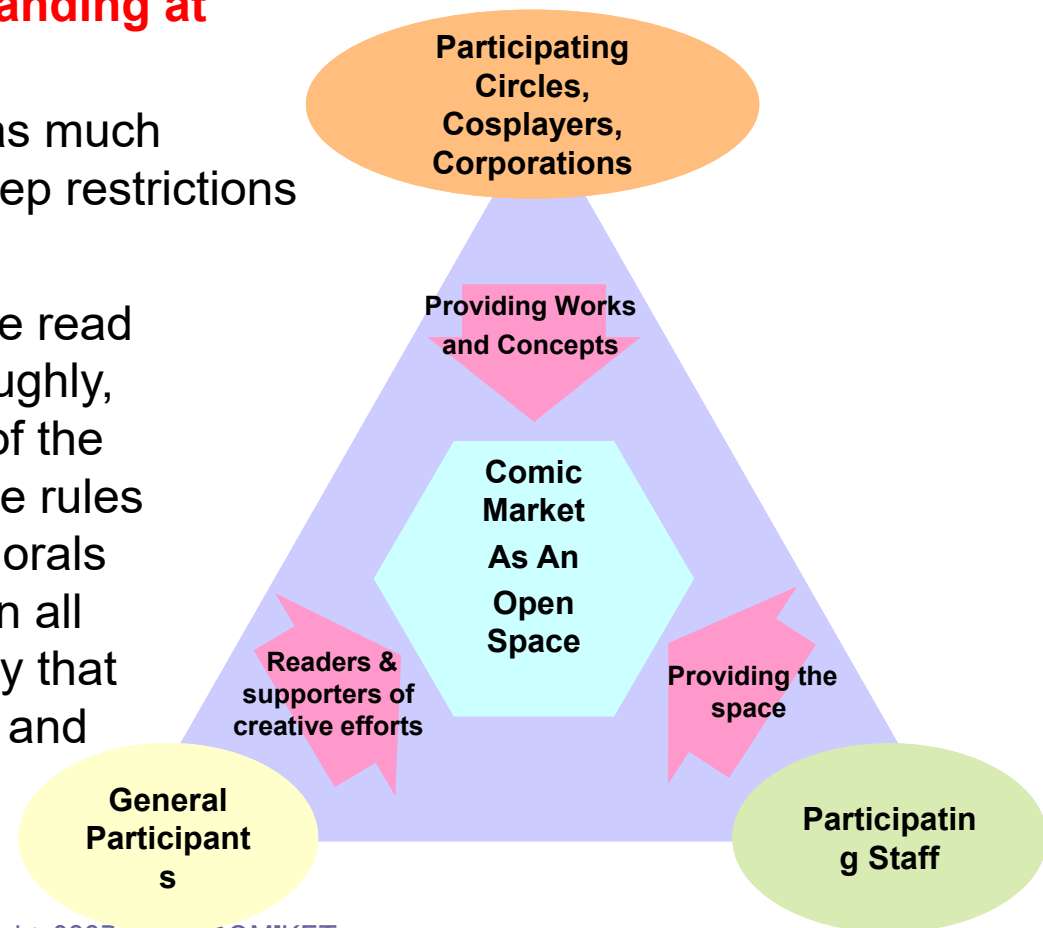 anding at
as much
ep restrictions
e read
ughly,
of the
e rules
orals
n all
y that
and
Participating
Circles,
Cosplayers,
Corporations
Providing Works
and Concepts
Comic
Market
As An
Open
Space
Readers &
supporters of
creative efforts
Providing the
space
General
Participant
s
Participatin
g Staff